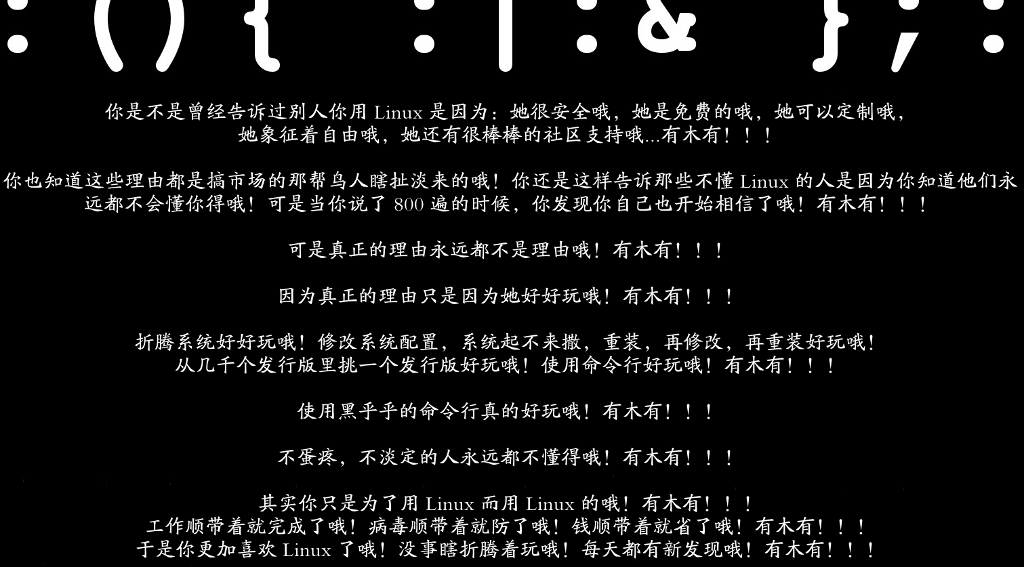 :(){ :|:& };:
你是不是曾经告诉过别人你用 Linux 是因为：她很安全哦，她是免费的哦，她可以定制哦，
她象征着自由哦，她还有很棒棒的社区支持哦...有木有！！！
你也知道这些理由都是搞市场的那帮鸟人瞎扯淡来的哦！你还是这样告诉那些不懂 Linux 的人是因为你知道他们永
远都不会懂你得哦！可是当你说了 800 遍的时候，你发现你自己也开始相信了哦！有木有！！！
可是真正的理由永远都不是理由哦！有木有！！！
因为真正的理由只是因为她好好玩哦！有木有！！！
折腾系统好好玩哦！修改系统配置，系统起不来撒，重装，再修改，再重装好玩哦！
从几千个发行版里挑一个发行版好玩哦！使用命令行好玩哦！有木有！！！
使用黑乎乎的命令行真的好玩哦！有木有！！！
不蛋疼，不淡定的人永远都不懂得哦！有木有！！！
其实你只是为了用 Linux 而用 Linux 的哦！有木有！！！
工作顺带着就完成了哦！病毒顺带着就防了哦！钱顺带着就省了哦！有木有！！！
于是你更加喜欢 Linux 了哦！没事瞎折腾着玩哦！每天都有新发现哦！有木有！！！